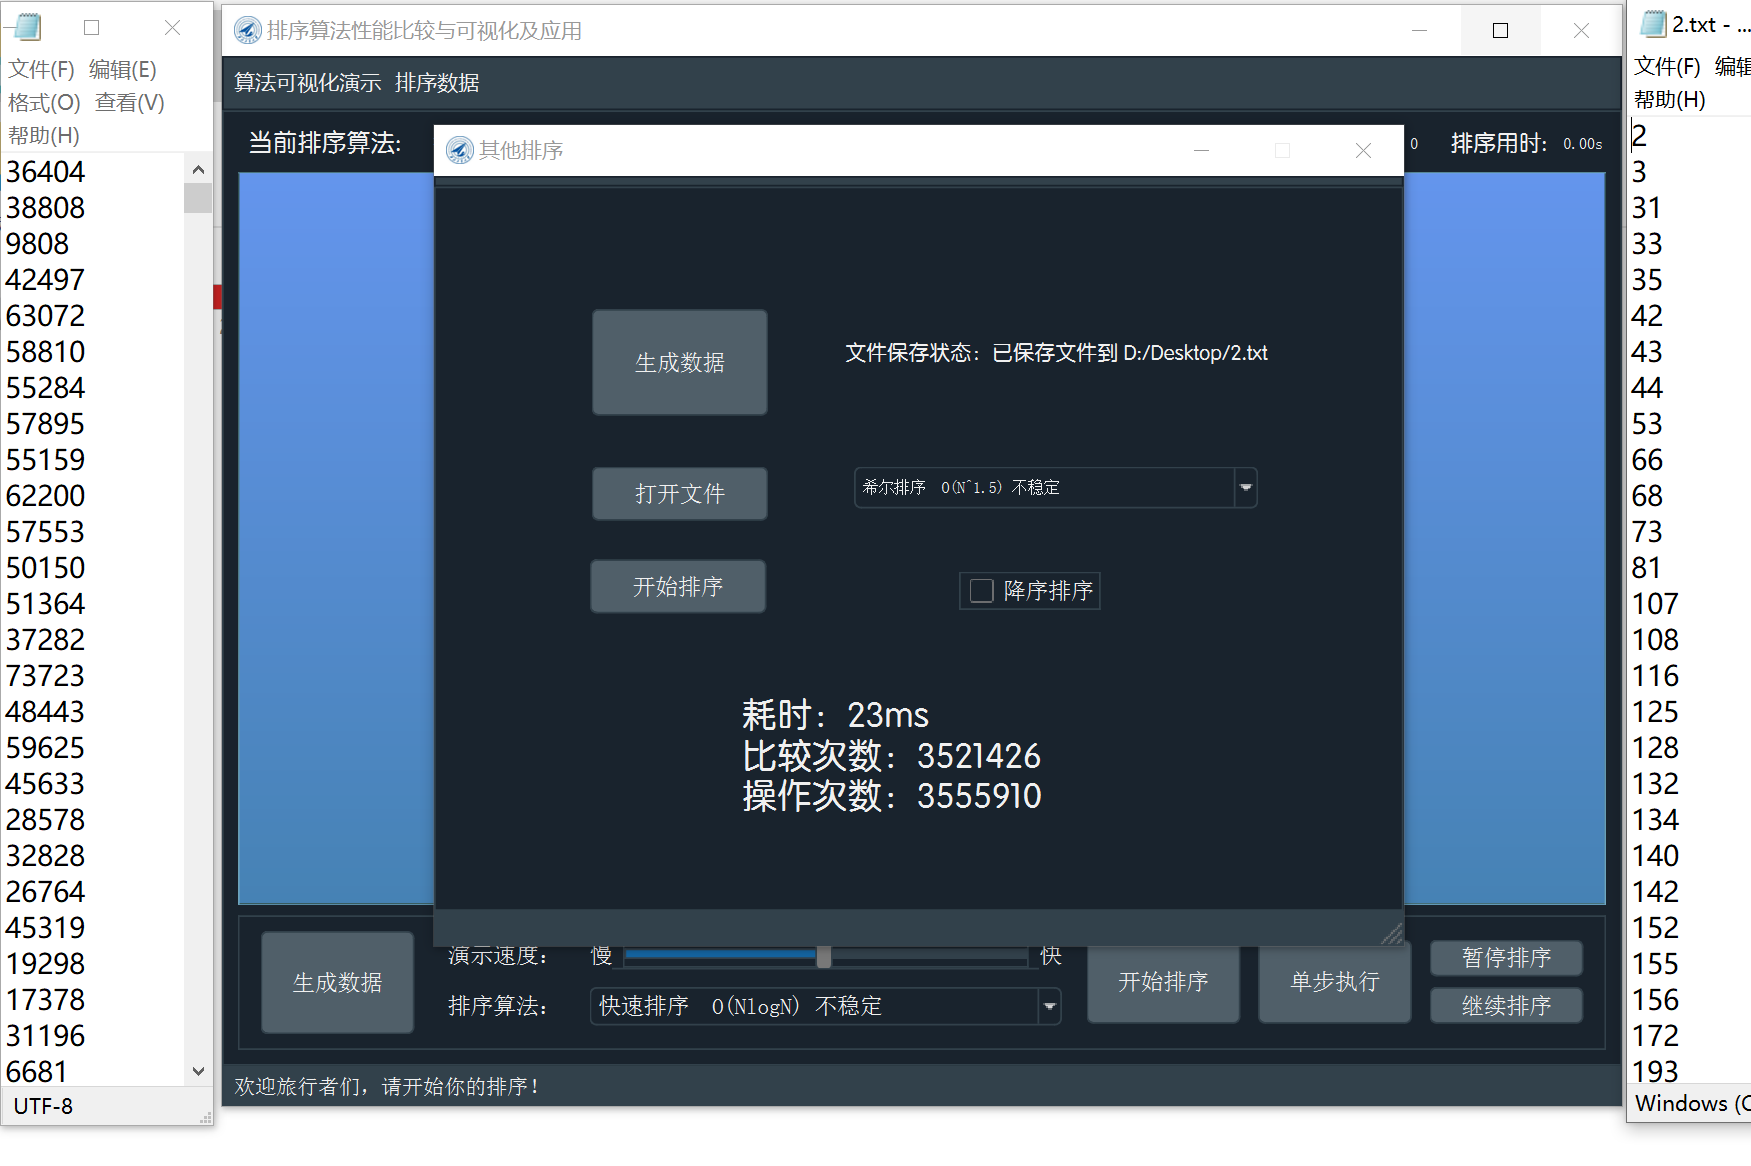 文件(F) 编辑(E)
格式(O) 查看(V)
帮助(H)
36404
38808
9808
42497
63072
58810
55284
57895
55159
62200
57553
50150
51364
37282
73723
48443
59625
45633
28578
32828
26764
45319
19298
17378
31196
6681
UTF-8
排序算法性能比较与可视化及应用
算法可视化演示 排序数据
当前排序算法:
0 排序用时: 0.00s
其他排序
生成数据
文件保存状态: 已保存文件到 D:/Desktop/2.txt
打开文件
希尔排序 O(N^1.5) 不稳定
开始排序
降序排序
耗时: 23ms
比较次数: 3521426
操作次数: 3555910
生成数据
演示速度: 慢 快
排序算法: 快速排序 O(NlogN) 不稳定
开始排序
单步执行
暂停排序
继续排序
欢迎旅行者们，请开始你的排序！
2.txt - ...
文件(F) 编辑
帮助(H)
2
3
31
33
35
42
43
44
53
66
68
73
81
107
108
116
125
128
132
134
140
142
152
155
156
172
193
Windows (C